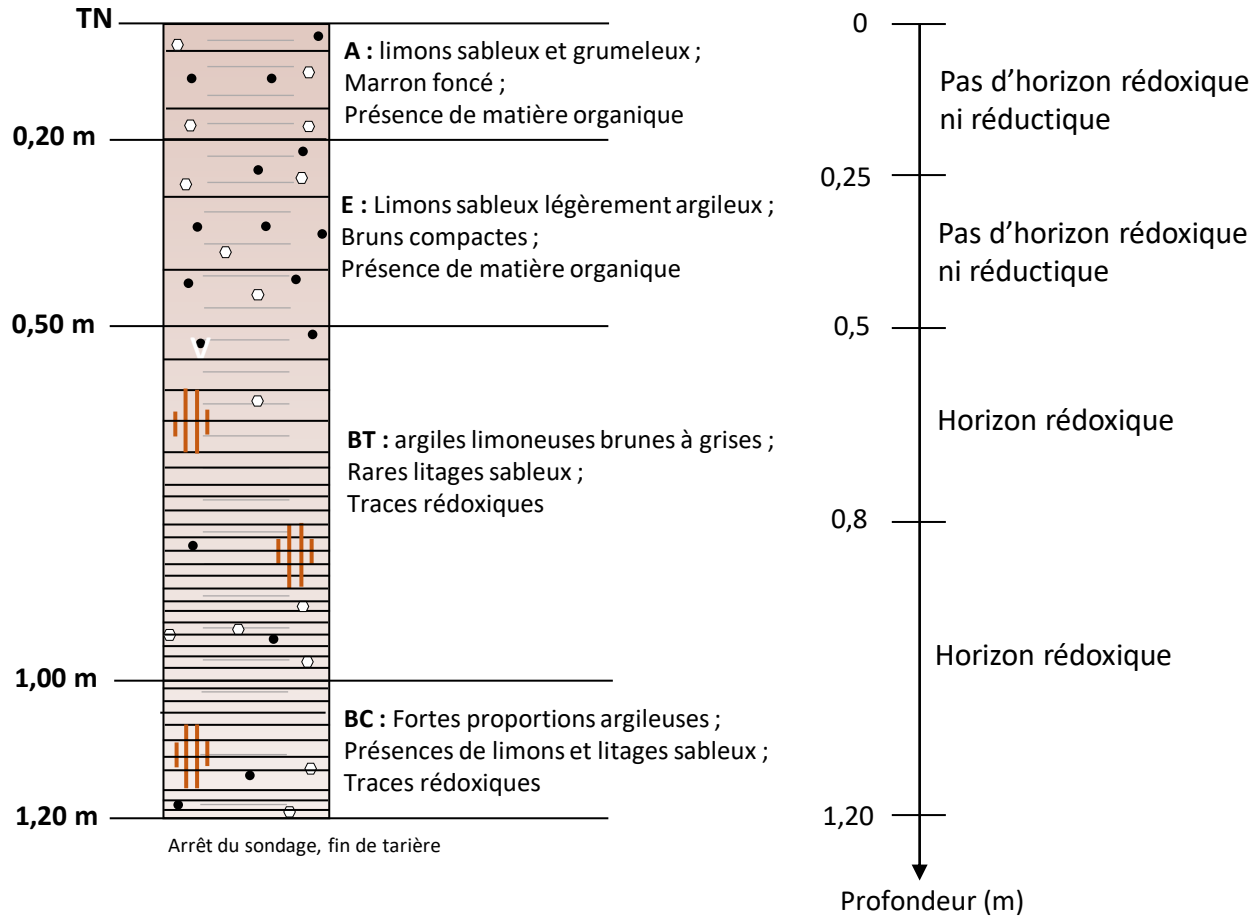 TN
A : limons sableux et grumeleux ;
Marron foncé ;
Présence de matière organique
0,20 m
E : Limons sableux légèrement argileux ;
Bruns compactes ;
Présence de matière organique
0,50 m
V
BT : argiles limoneuses brunes à grises ;
Rares litages sableux ;
Traces rédoxiques
1,00 m
BC : Fortes proportions argileuses ;
Présences de limons et litages sableux ;
Traces rédoxiques
1,20 m
Arrêt du sondage, fin de tarière
0
Pas d’horizon rédoxique
ni réductique
0,25
Pas d’horizon rédoxique
ni réductique
0,5
Horizon rédoxique
0,8
Horizon rédoxique
1,20
Profondeur (m)